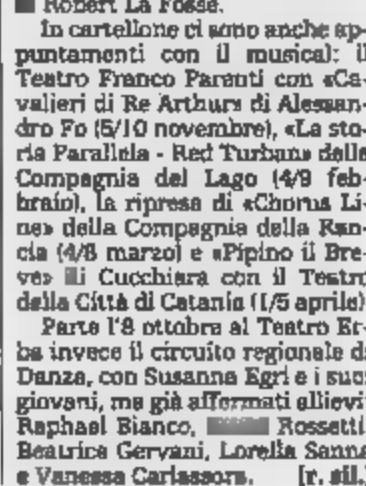 Robert La Fosse.
In cartellone ci sono anche ap-
puntamenti con il musical: il
Teatro Franco Parenti con «Ca-
valieri di Re Arthur» di Alessan-
dro Fo (5/10 novembre), «La sto-
ria Parallela - Red Turban» della
Compagnia del Lago (4/9 feb-
braio), la ripresa di «Chorus Li-
ne» della Compagnia della Ran-
cia (4/8 marzo) e «Pipino il Bre-
ve» di Cucchiara con il Teatro
della Città di Catania (1/5 aprile)
Parte l'8 ottobre al Teatro Er-
ba invece il circuito regionale di
Danza, con Susanna Egri e i suoi
giovani, ma già affermati allievi
Raphael Bianco, Rossetti
Beatrice Gervani, Lorella Sanna
e Vanessa Carlassors. [r. sil.]